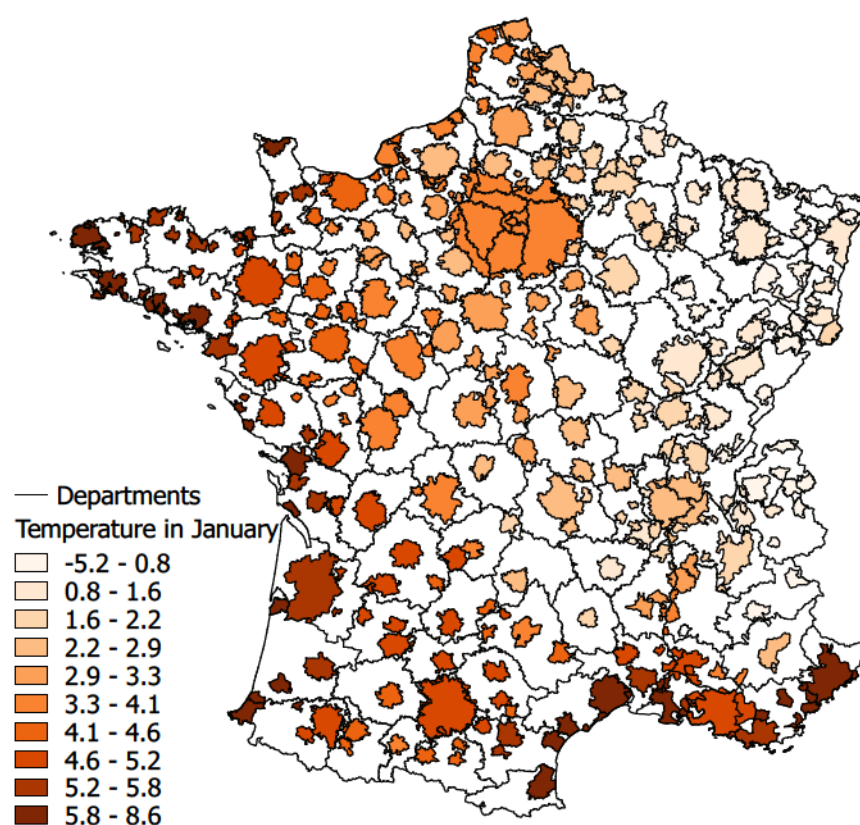 Departments
Temperature in January
-5.2 - 0.8
0.8 - 1.6
1.6 - 2.2
2.2 - 2.9
2.9 - 3.3
3.3 - 4.1
4.1 - 4.6
4.6 - 5.2
5.2 - 5.8
5.8 - 8.6